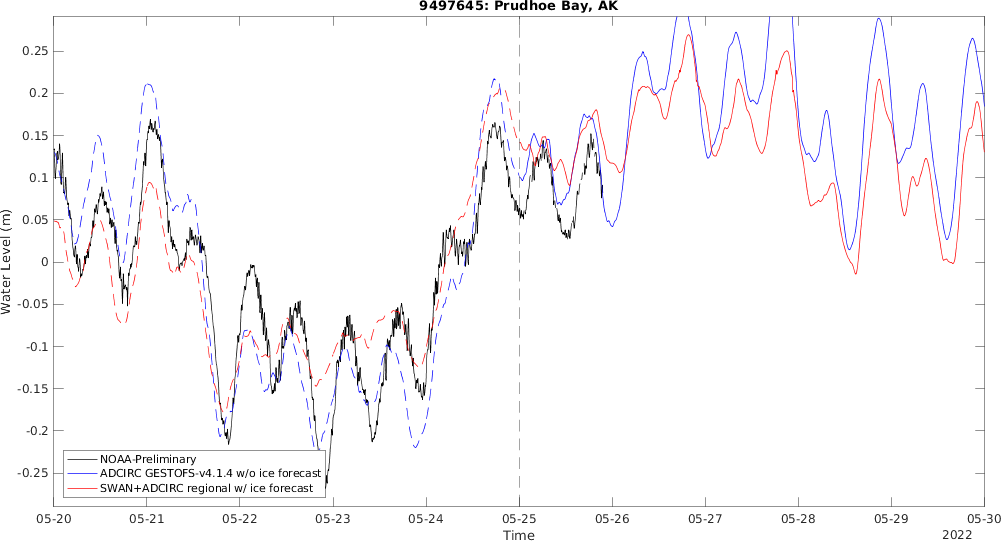 9497645: Prudhoe Bay, AK
Water Level (m)
0.25
0.2
0.15
0.1
0.05
0
-0.05
-0.1
-0.15
-0.2
-0.25
NOAA-Preliminary
ADCIRC GESTOFS-v4.1.4 w/o ice forecast
SWAN+ADCIRC regional w/ ice forecast
05-20 05-21 05-22 05-23 05-24 05-25 05-26 05-27 05-28 05-29 05-30
Time
2022